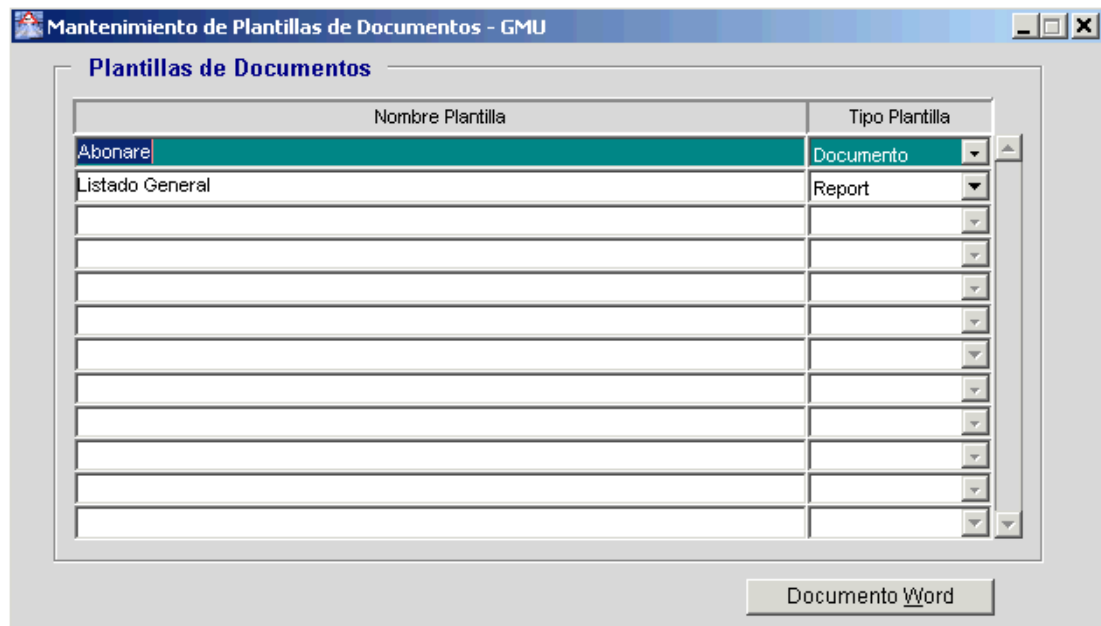 Mantenimiento de Plantillas de Documentos - GMU
Plantillas de Documentos
Nombre Plantilla Tipo Plantilla
Abonare Documento
Listado General Report
Documento Word